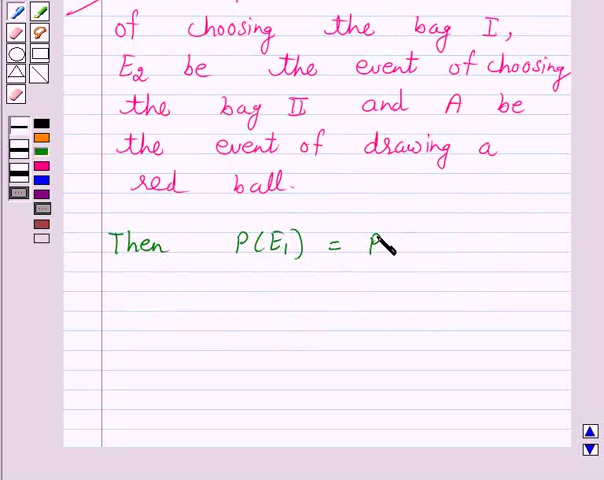 of choosing the bag I,
E2 be the event of choosing
the bag II and A be
the event of drawing a
red ball.
Then P(E1) = P